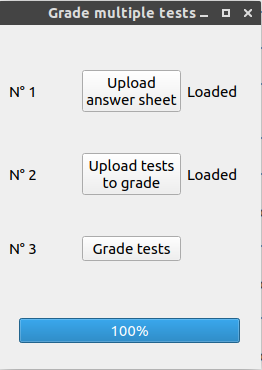 Grade multiple tests
N° 1
Upload
answer sheet
Loaded
N° 2
Upload tests
to grade
Loaded
N° 3
Grade tests
100%